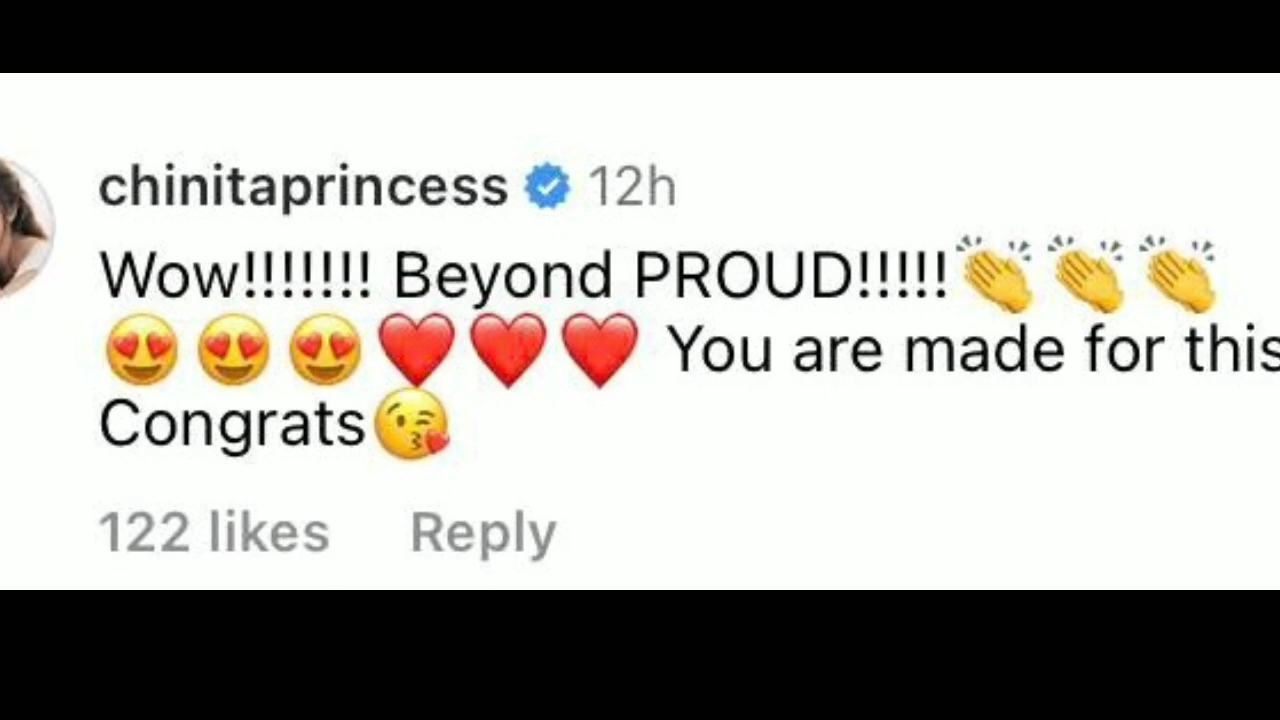 chinitaprincess 12h
Wow!!!!!!! Beyond PROUD!!!!!👏👏👏
😍😍😍❤️❤️❤️ You are made for this
Congrats😘
122 likes Reply